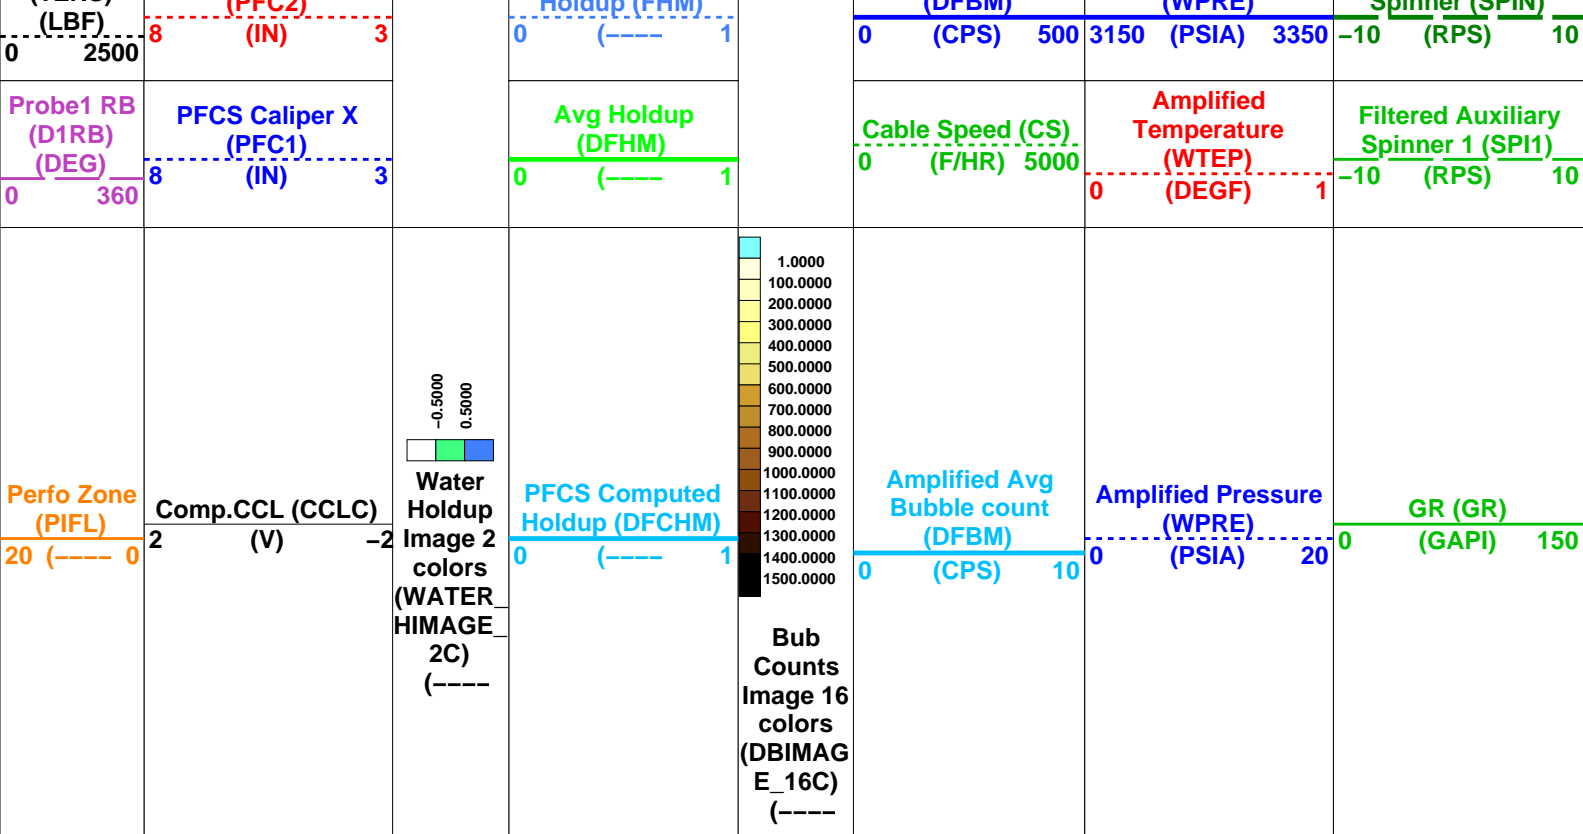 (LBF)
0 2500
(PFC2)
8 (IN) 3
Holdup (FHM)
0 (–––– 1
(DFBM)
0 (CPS) 500
(WPRE)
3150 (PSIA) 3350
Spinner (SPIN)
–10 (RPS) 10
Probe1 RB
(D1RB)
(DEG)
0 360
PFCS Caliper X
(PFC1)
8 (IN) 3
Avg Holdup
(DFHM)
0 (–––– 1
Cable Speed (CS)
0 (F/HR) 5000
Amplified
Temperature
(WTEP)
0 (DEGF) 1
Filtered Auxiliary
Spinner 1 (SPI1)
–10 (RPS) 10
Perfo Zone
(PIFL)
20 (–––– 0
Comp.CCL (CCLC)
2 (V) –2
–0.5000
0.5000
Water
Holdup
Image 2
colors
(WATER_
HIMAGE_
2C)
(––––
PFCS Computed
Holdup (DFCHM)
0 (–––– 1
1.0000
100.0000
200.0000
300.0000
400.0000
500.0000
600.0000
700.0000
800.0000
900.0000
1000.0000
1100.0000
1200.0000
1300.0000
1400.0000
1500.0000
Bub
Counts
Image 16
colors
(DBIMAG
E_16C)
(––––
Amplified Avg
Bubble count
(DFBM)
0 (CPS) 10
Amplified Pressure
(WPRE)
0 (PSIA) 20
GR (GR)
0 (GAPI) 150